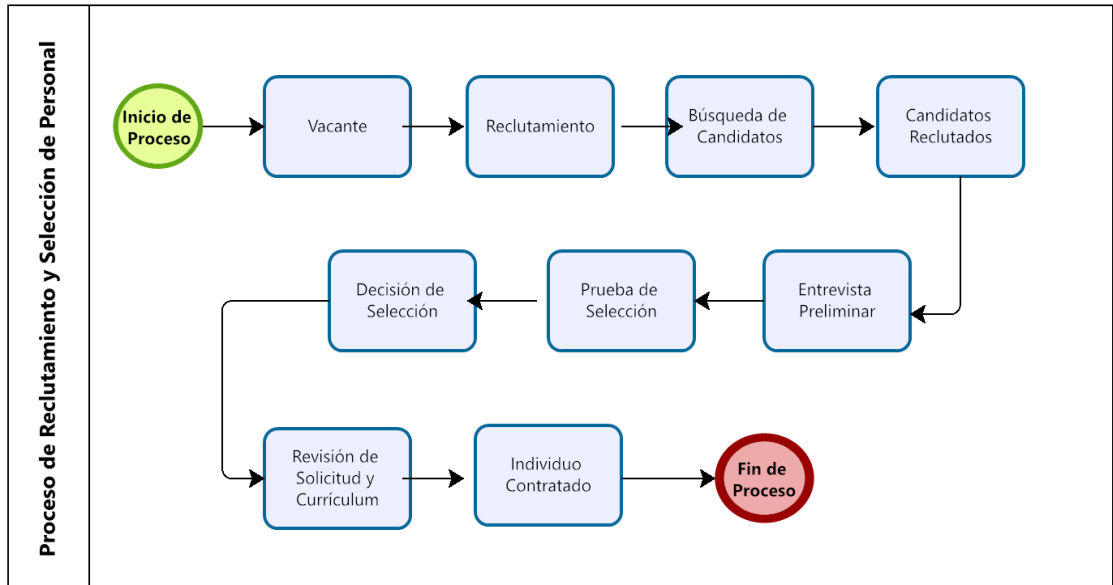 Proceso de Reclutamiento y Selección de Personal
Inicio de
Proceso
Vacante
Reclutamiento
Búsqueda de
Candidatos
Candidatos
Reclutados
Decisión de
Selección
Prueba de
Selección
Entrevista
Preliminar
Revisión de
Solicitud y
Currículum
Individuo
Contratado
Fin de
Proceso